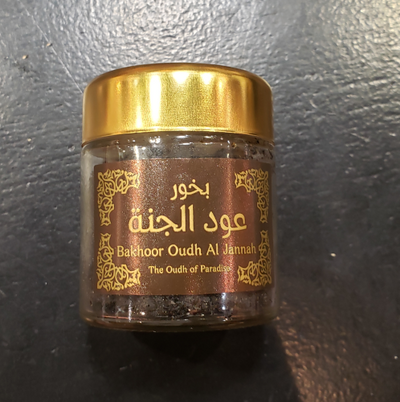 بخور
عود الجنة
Bakhoor Oudh Al Jannah
The Oudh of Paradise